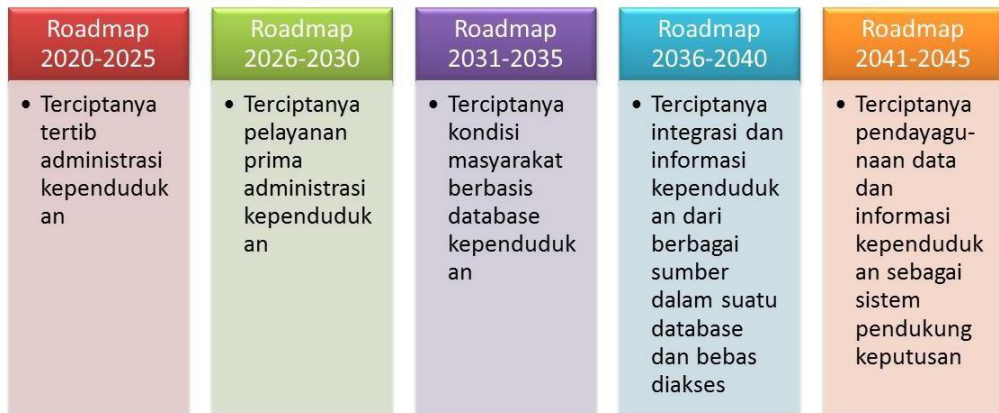 Roadmap
2020-2025
• Terciptanya
tertib
administrasi
kependuduk
an
Roadmap
2026-2030
• Terciptanya
pelayanan
prima
administrasi
kependuduk
an
Roadmap
2031-2035
• Terciptanya
kondisi
masyarakat
berbasis
database
kependuduk
an
Roadmap
2036-2040
• Terciptanya
integrasi dan
informasi
kependuduk
an dari
berbagai
sumber
dalam suatu
database
dan bebas
diakses
Roadmap
2041-2045
• Terciptanya
pendayagu-
naan data
dan
informasi
kependuduk
an sebagai
sistem
pendukung
keputusan